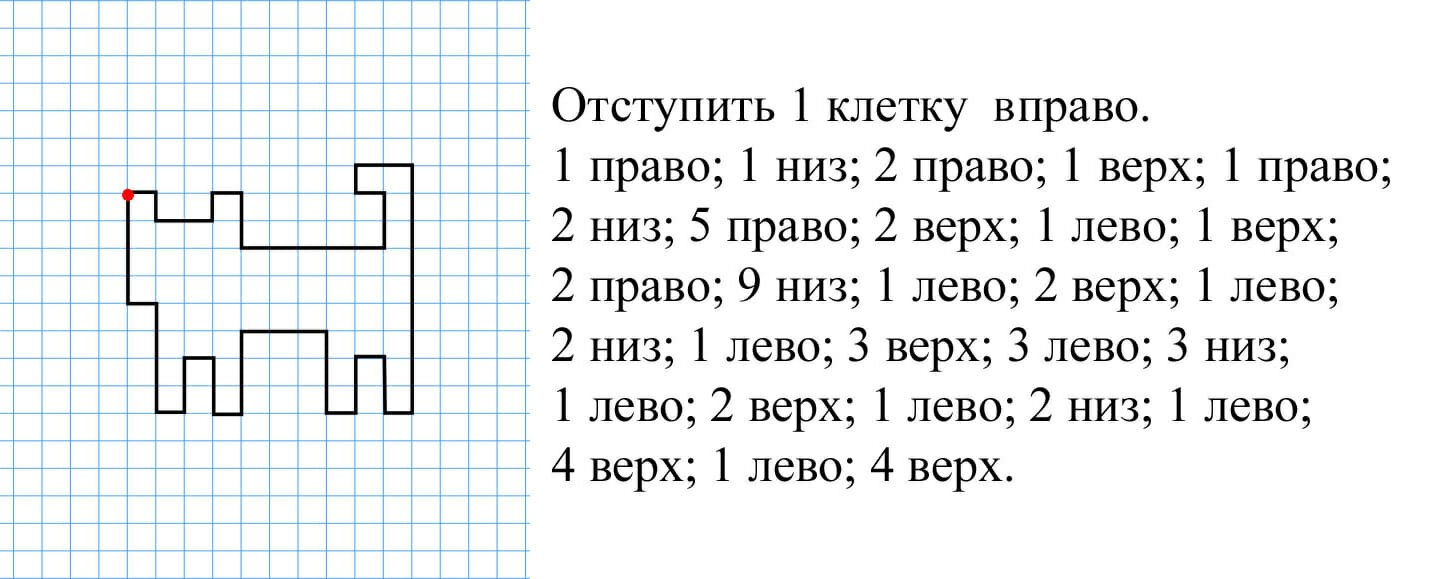 Отступить 1 клетку вправо.
1 право; 1 низ; 2 право; 1 верх; 1 право;
2 низ; 5 право; 2 верх; 1 лево; 1 верх;
2 право; 9 низ; 1 лево; 2 верх; 1 лево;
2 низ; 1 лево; 3 верх; 3 лево; 3 низ;
1 лево; 2 верх; 1 лево; 2 низ; 1 лево;
4 верх; 1 лево; 4 верх.